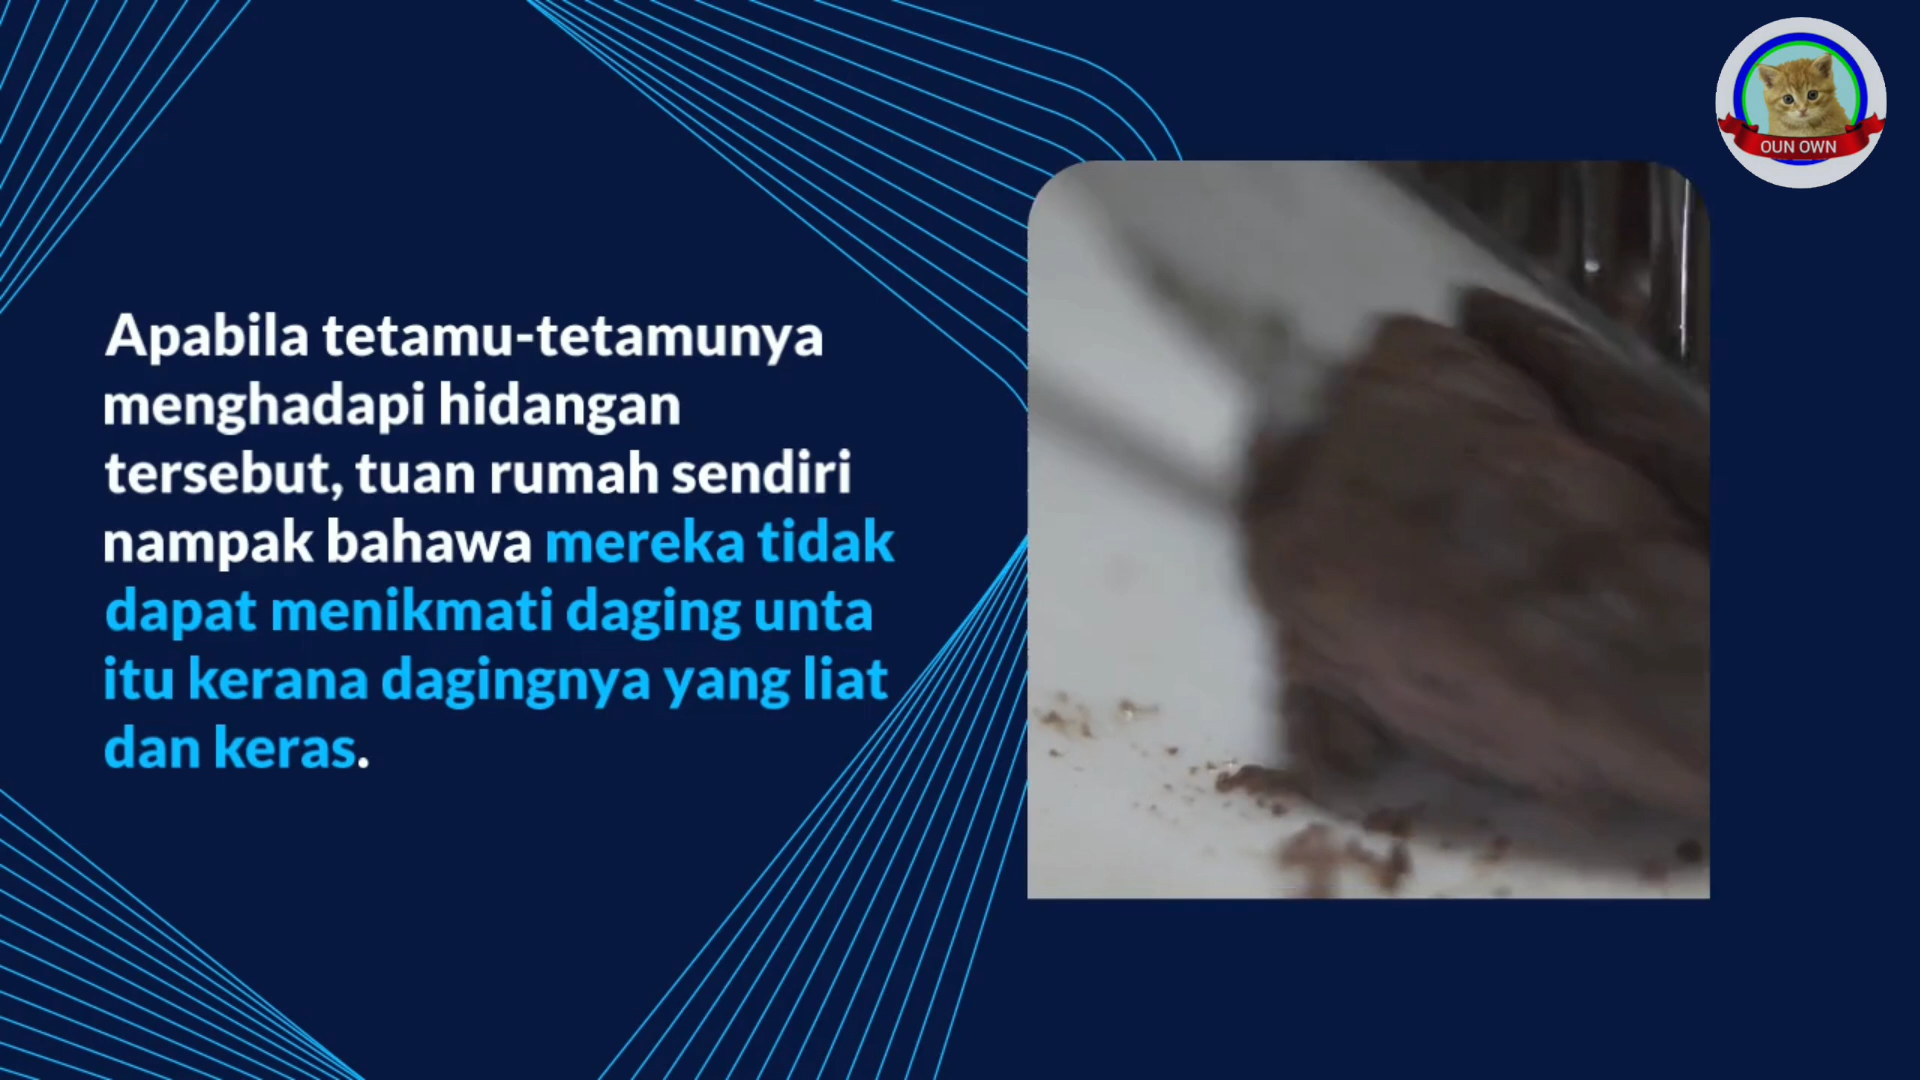 OUN OWN
Apabila tetamu-tetamunya
menghadapi hidangan
tersebut, tuan rumah sendiri
nampak bahawa mereka tidak
dapat menikmati daging unta
itu kerana dagingnya yang liat
dan keras.